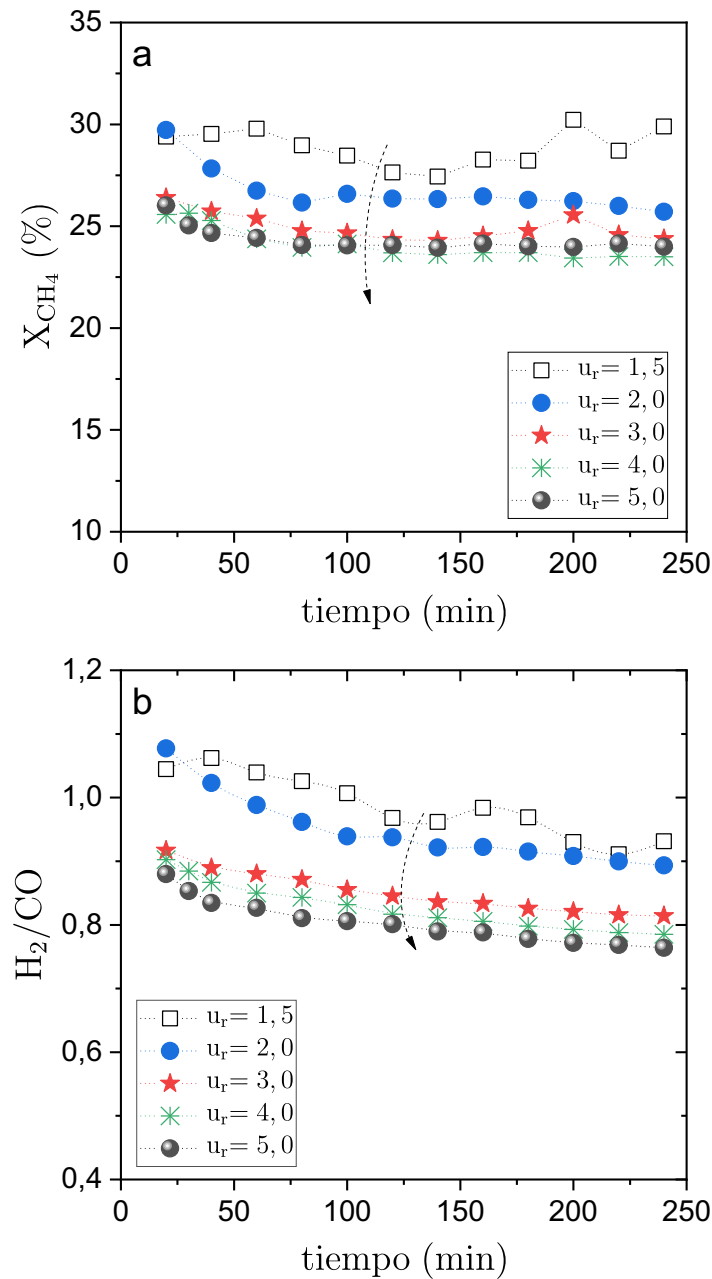 a
35
30
25
20
15
10
X_CH₄ (%)
u_r= 1,5
u_r= 2,0
u_r= 3,0
u_r= 4,0
u_r= 5,0
0 50 100 150 200 250
tiempo (min)
b
1,2
1,0
0,8
0,6
0,4
H₂/CO
u_r= 1,5
u_r= 2,0
u_r= 3,0
u_r= 4,0
u_r= 5,0
0 50 100 150 200 250
tiempo (min)